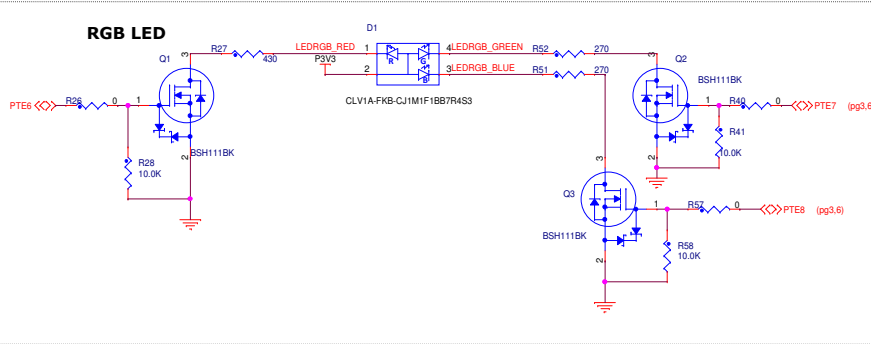 RGB LED
D1
Q1
3
R27
430
LEDRGB_RED
1
P3V3
2
R
G
B
4
LEDRGB_GREEN
3
LEDRGB_BLUE
R52
270
R51
270
CLV1A-FKB-CJ1M1F1BB7R4S3
3
Q2
BSH111BK
PTE6
R26
0
1
BSH111BK
2
R28
10.0K
1
R40
0
PTE7
(pg3,6
R41
10.0K
2
3
Q3
BSH111BK
1
R57
0
PTE8
(pg3,6)
R58
10.0K
2